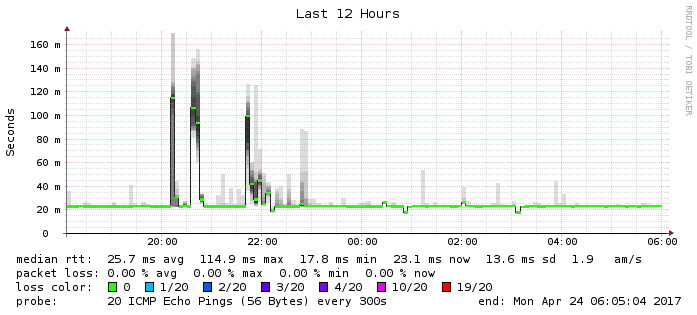 Last 12 Hours
RRDTOOL / TOBI OETIKER
Seconds
160 m
140 m
120 m
100 m
80 m
60 m
40 m
20 m
0
20:00 22:00 00:00 02:00 04:00 06:00
median rtt: 25.7 ms avg 114.9 ms max 17.8 ms min 23.1 ms now 13.6 ms sd 1.9 am/s
packet loss: 0.00 % avg 0.00 % max 0.00 % min 0.00 % now
loss color: 0 1/20 2/20 3/20 4/20 10/20 19/20
probe: 20 ICMP Echo Pings (56 Bytes) every 300s end: Mon Apr 24 06:05:04 2017